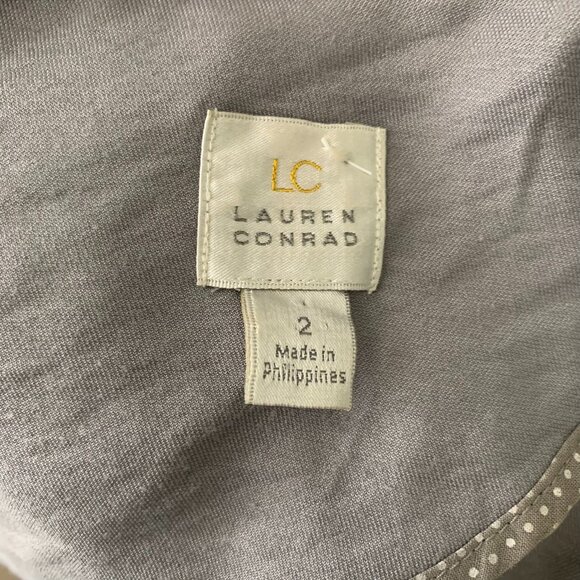 LC
LAUREN
CONRAD
2
Made in
Philippines